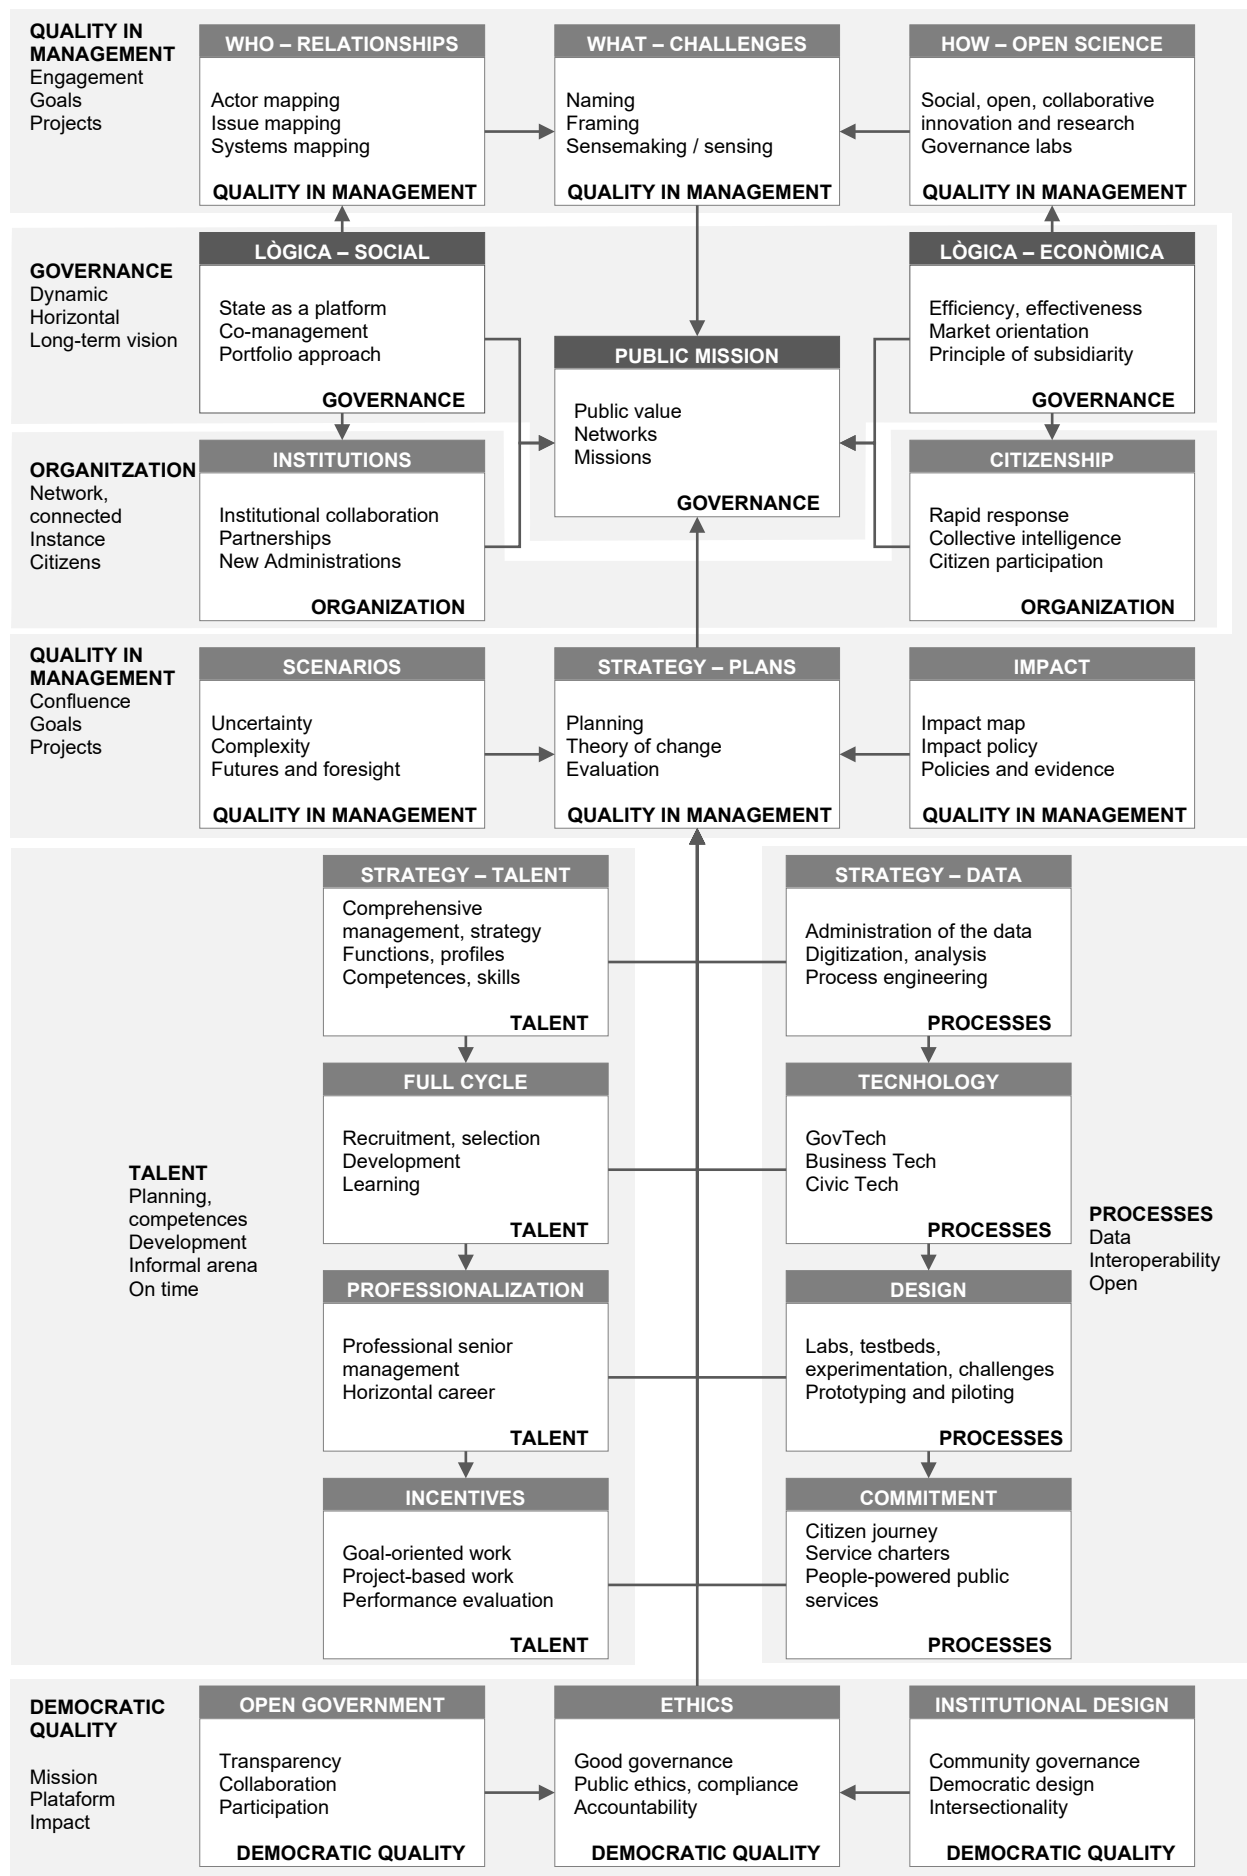 QUALITY IN
MANAGEMENT
Engagement
Goals
Projects
WHO – RELATIONSHIPS
Actor mapping
Issue mapping
Systems mapping
QUALITY IN MANAGEMENT
WHAT – CHALLENGES
Naming
Framing
Sensemaking / sensing
QUALITY IN MANAGEMENT
HOW – OPEN SCIENCE
Social, open, collaborative
innovation and research
Governance labs
QUALITY IN MANAGEMENT
GOVERNANCE
Dynamic
Horizontal
Long-term vision
LÒGICA – SOCIAL
State as a platform
Co-management
Portfolio approach
GOVERNANCE
PUBLIC MISSION
Public value
Networks
Missions
GOVERNANCE
LÒGICA – ECONÒMICA
Efficiency, effectiveness
Market orientation
Principle of subsidiarity
GOVERNANCE
ORGANITZATION
Network,
connected
Instance
Citizens
INSTITUTIONS
Institutional collaboration
Partnerships
New Administrations
ORGANIZATION
CITIZENSHIP
Rapid response
Collective intelligence
Citizen participation
ORGANIZATION
QUALITY IN
MANAGEMENT
Confluence
Goals
Projects
SCENARIOS
Uncertainty
Complexity
Futures and foresight
QUALITY IN MANAGEMENT
STRATEGY – PLANS
Planning
Theory of change
Evaluation
QUALITY IN MANAGEMENT
IMPACT
Impact map
Impact policy
Policies and evidence
QUALITY IN MANAGEMENT
TALENT
Planning,
competences
Development
Informal arena
On time
STRATEGY – TALENT
Comprehensive
management, strategy
Functions, profiles
Competences, skills
TALENT
FULL CYCLE
Recruitment, selection
Development
Learning
TALENT
PROFESSIONALIZATION
Professional senior
management
Horizontal career
TALENT
INCENTIVES
Goal-oriented work
Project-based work
Performance evaluation
TALENT
STRATEGY – DATA
Administration of the data
Digitization, analysis
Process engineering
PROCESSES
TECNHOLOGY
GovTech
Business Tech
Civic Tech
PROCESSES
DESIGN
Labs, testbeds,
experimentation, challenges
Prototyping and piloting
PROCESSES
COMMITMENT
Citizen journey
Service charters
People-powered public
services
PROCESSES
PROCESSES
Data
Interoperability
Open
DEMOCRATIC
QUALITY
Mission
Plataform
Impact
OPEN GOVERNMENT
Transparency
Collaboration
Participation
DEMOCRATIC QUALITY
ETHICS
Good governance
Public ethics, compliance
Accountability
DEMOCRATIC QUALITY
INSTITUTIONAL DESIGN
Community governance
Democratic design
Intersectionality
DEMOCRATIC QUALITY